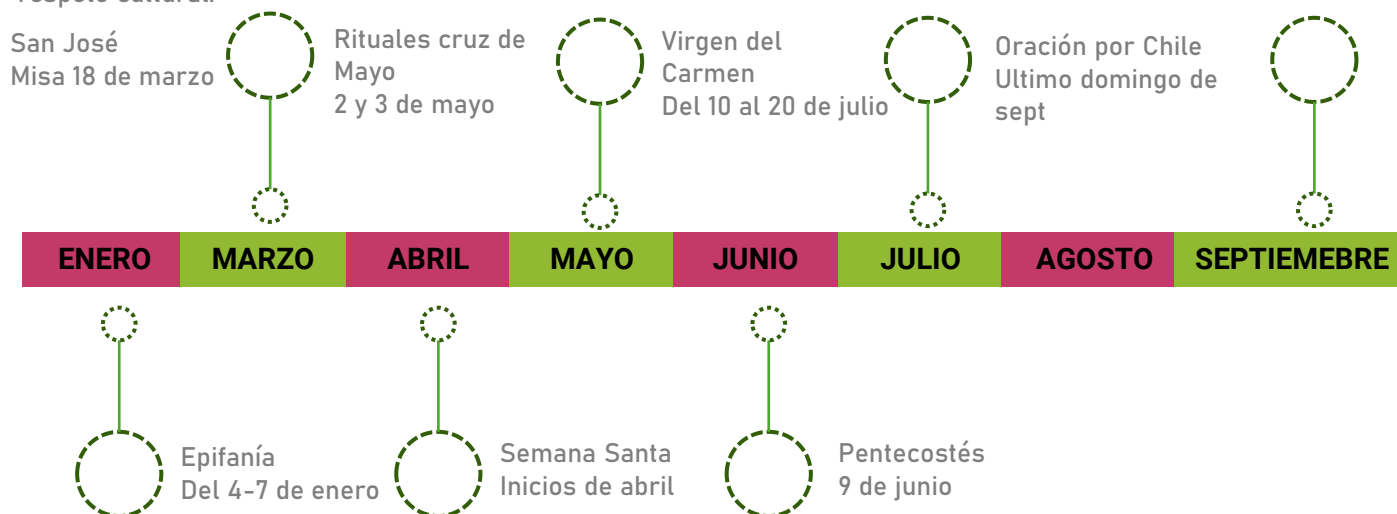 San José
Misa 18 de marzo
Rituales cruz de
Mayo
2 y 3 de mayo
Virgen del
Carmen
Del 10 al 20 de julio
Oración por Chile
Ultimo domingo de
sept
ENERO MARZO ABRIL MAYO JUNIO JULIO AGOSTO SEPTIEMEBRE
Epifanía
Del 4-7 de enero
Semana Santa
Inicios de abril
Pentecostés
9 de junio